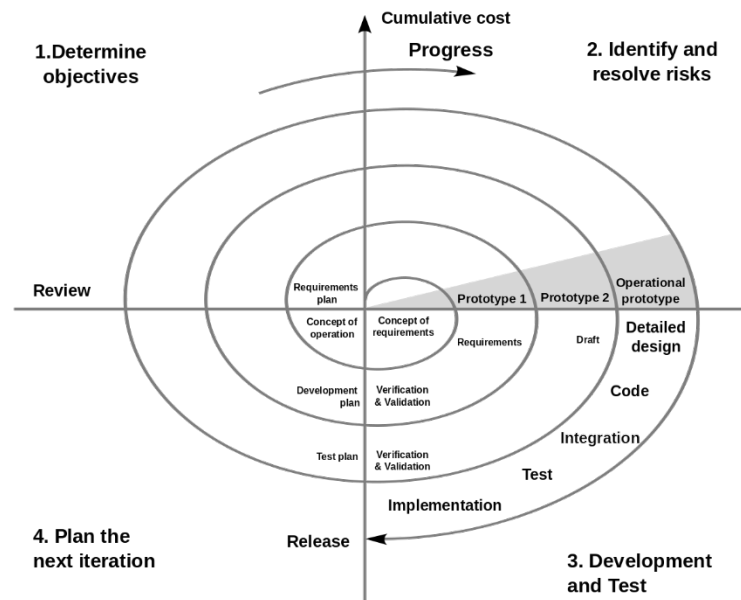 Cumulative cost
Progress
1.Determine
objectives
2. Identify and
resolve risks
Review
Requirements
plan
Prototype 1
Prototype 2
Operational
prototype
Concept of
operation
Concept of
requirements
Requirements
Draft
Detailed
design
Development
plan
Verification
& Validation
Code
Test plan
Verification
& Validation
Integration
Test
Implementation
Release
4. Plan the
next iteration
3. Development
and Test